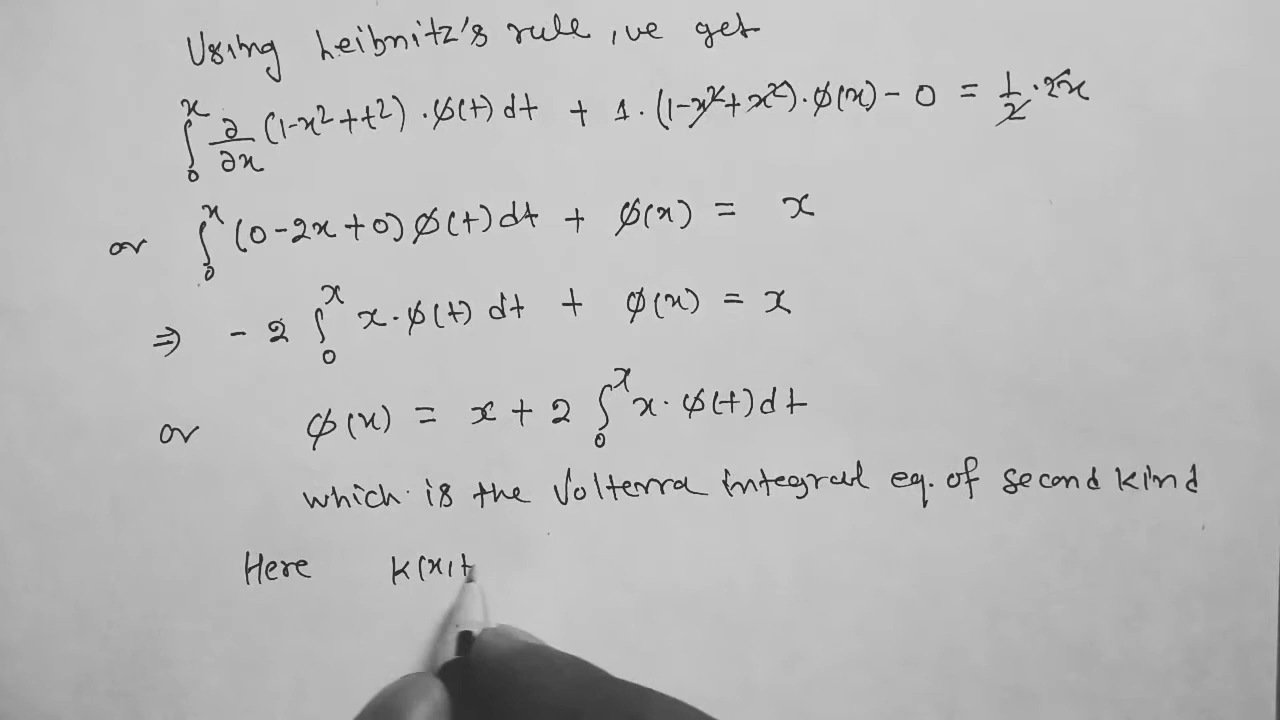 Using Leibnitz's rule, we get
∫₀ˣ ∂/∂x (1-x²+t²)·φ(t) dt + 1·(1-x²+x²)·φ(x) - 0 = 1/2·2x
or ∫₀ˣ (0-2x+0) φ(t) dt + φ(x) = x
⇒ -2 ∫₀ˣ x·φ(t) dt + φ(x) = x
or φ(x) = x + 2 ∫₀ˣ x·φ(t) dt
which is the Volterra integral eq. of second kind
Here K(x,t